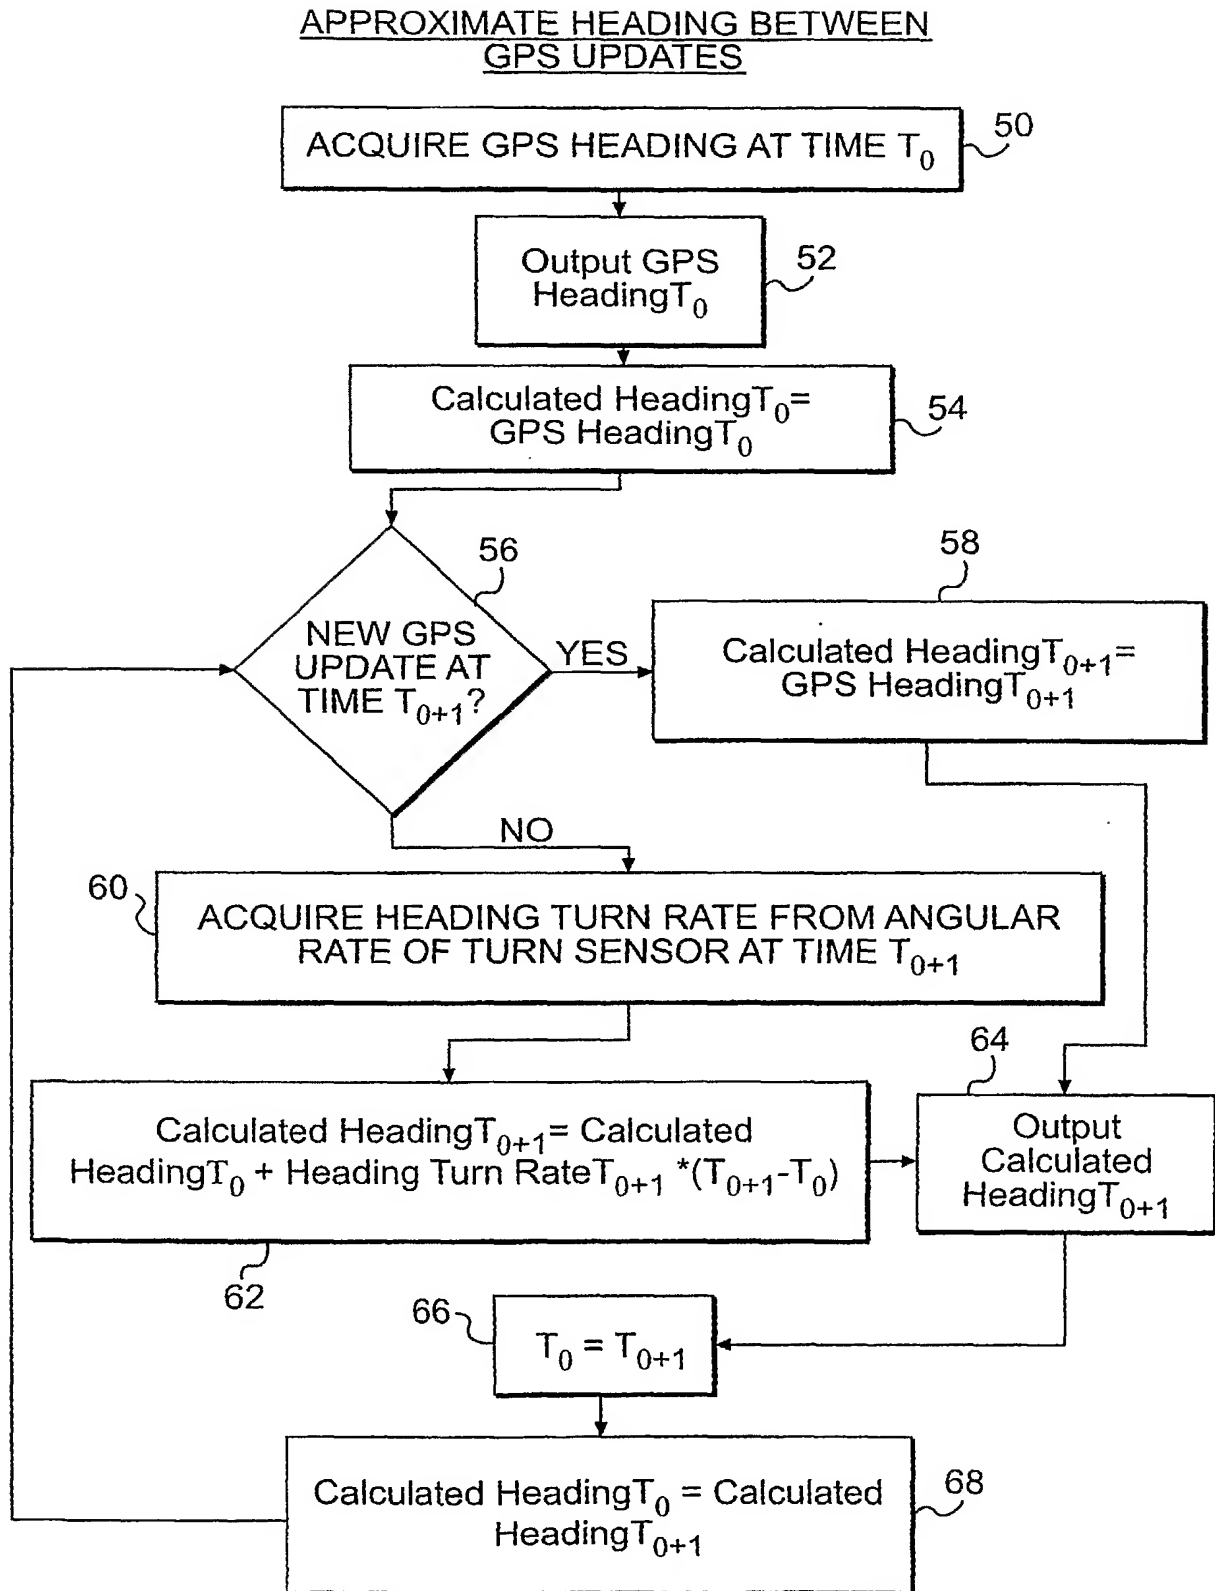 APPROXIMATE HEADING BETWEEN
GPS UPDATES
ACQUIRE GPS HEADING AT TIME T0
50
Output GPS
HeadingT0
52
Calculated HeadingT0=
GPS HeadingT0
54
56
NEW GPS
UPDATE AT
TIME T0+1?
YES
58
Calculated HeadingT0+1=
GPS HeadingT0+1
NO
60
ACQUIRE HEADING TURN RATE FROM ANGULAR
RATE OF TURN SENSOR AT TIME T0+1
Calculated HeadingT0+1= Calculated
HeadingT0 + Heading Turn RateT0+1 *(T0+1-T0)
62
64
Output
Calculated
HeadingT0+1
66
T0 = T0+1
Calculated HeadingT0 = Calculated
HeadingT0+1
68